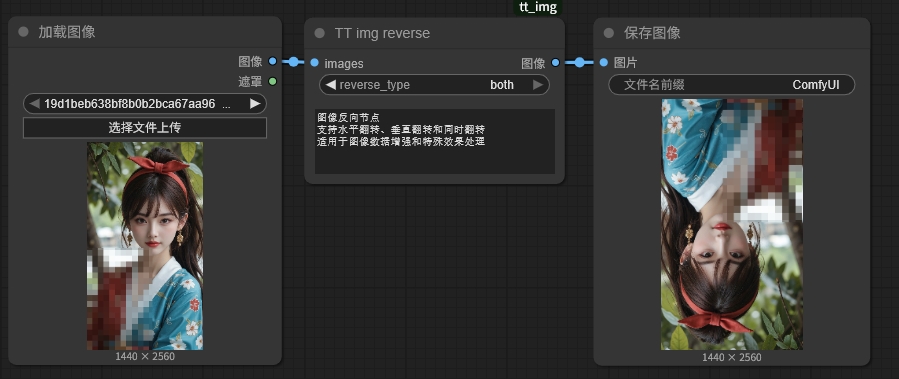 tt_img
加载图像
图像
遮罩
19d1beb638bf8b0b2bca67aa96 ...
选择文件上传
1440 × 2560
TT img reverse
images
图像
reverse_type
both
图像反向节点
支持水平翻转、垂直翻转和同时翻转
适用于图像数据增强和特殊效果处理
保存图像
图片
文件名前缀
ComfyUI
1440 × 2560